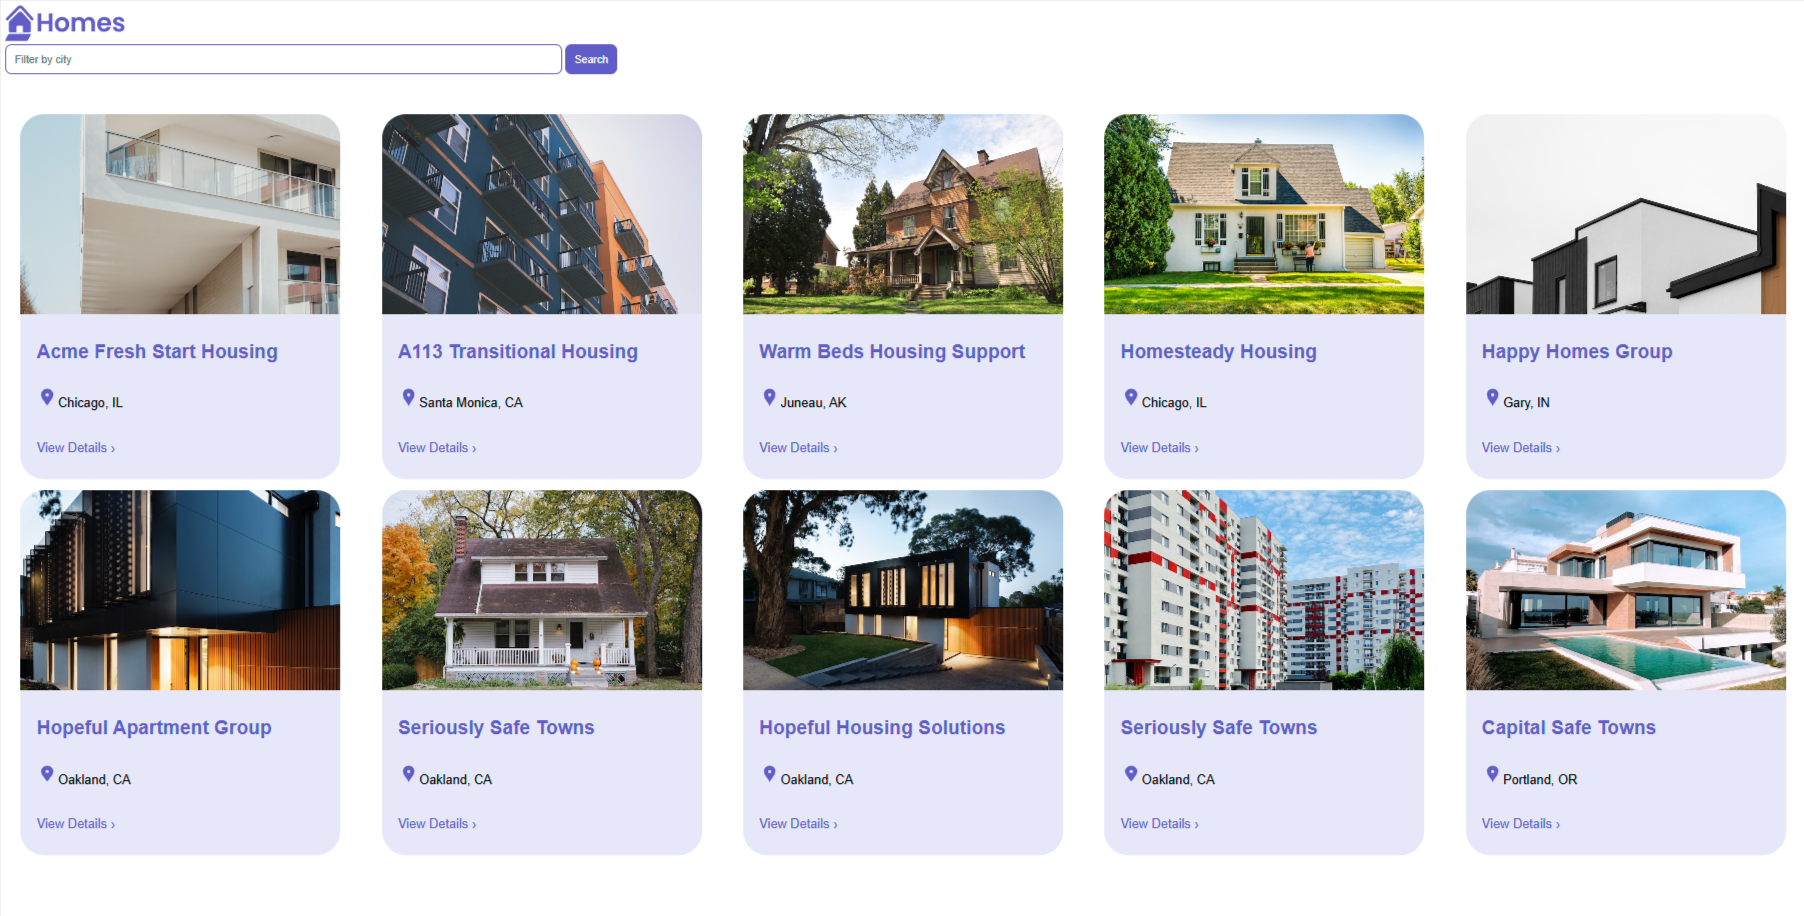 Homes
Filter by city
Search
Acme Fresh Start Housing
Chicago, IL
View Details ›
A113 Transitional Housing
Santa Monica, CA
View Details ›
Warm Beds Housing Support
Juneau, AK
View Details ›
Homesteady Housing
Chicago, IL
View Details ›
Happy Homes Group
Gary, IN
View Details ›
Hopeful Apartment Group
Oakland, CA
View Details ›
Seriously Safe Towns
Oakland, CA
View Details ›
Hopeful Housing Solutions
Oakland, CA
View Details ›
Seriously Safe Towns
Oakland, CA
View Details ›
Capital Safe Towns
Portland, OR
View Details ›